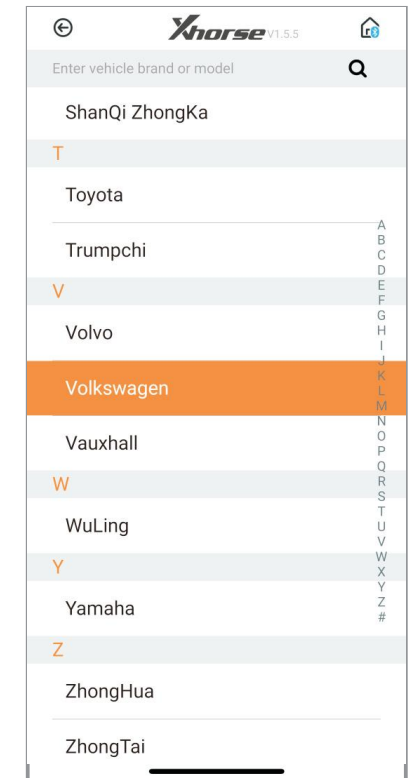 Xhorse V1.5.5
Enter vehicle brand or model
ShanQi ZhongKa
T
Toyota
Trumpchi
V
Volvo
Volkswagen
Vauxhall
W
WuLing
Y
Yamaha
Z
ZhongHua
ZhongTai
A
B
C
D
E
F
G
H
I
J
K
L
M
N
O
P
Q
R
S
T
U
V
W
X
Y
Z
#